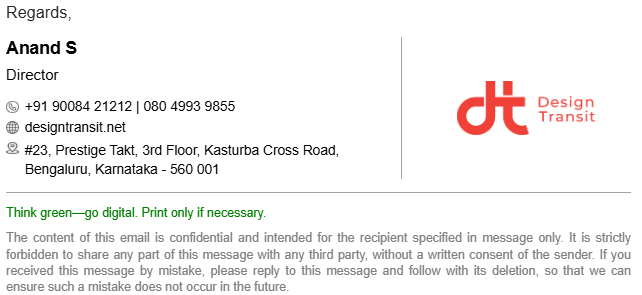 Regards,
Anand S
Director
+91 90084 21212 | 080 4993 9855
designtransit.net
#23, Prestige Takt, 3rd Floor, Kasturba Cross Road,
Bengaluru, Karnataka - 560 001
dt Design
Transit
Think green—go digital. Print only if necessary.
The content of this email is confidential and intended for the recipient specified in message only. It is strictly
forbidden to share any part of this message with any third party, without a written consent of the sender. If you
received this message by mistake, please reply to this message and follow with its deletion, so that we can
ensure such a mistake does not occur in the future.